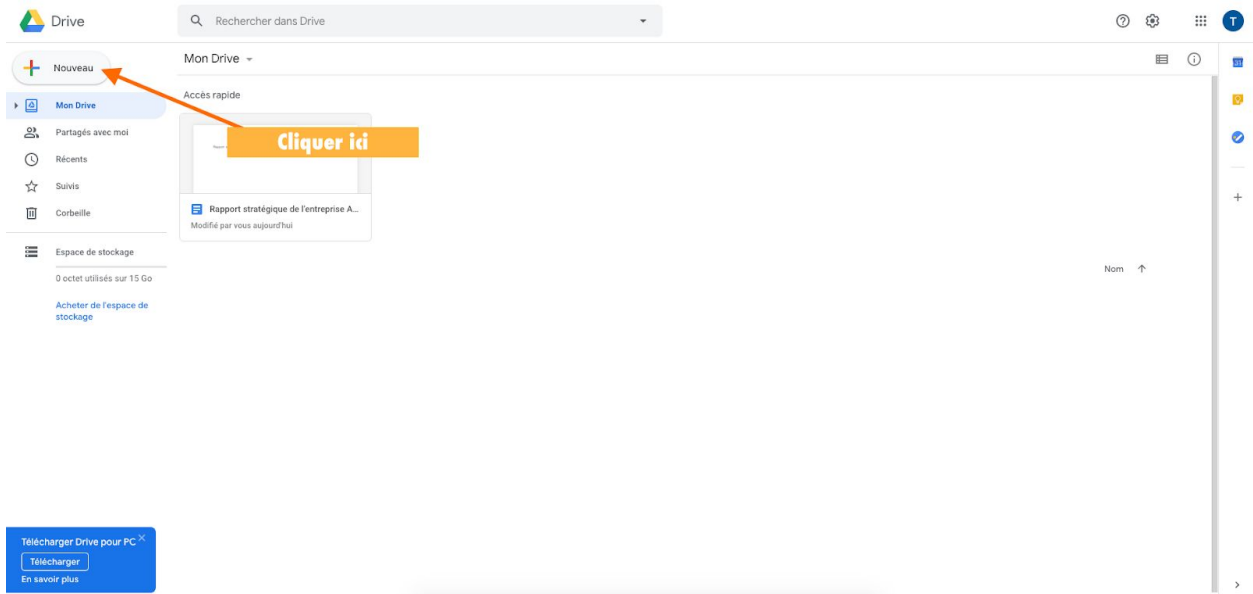 Drive
Rechercher dans Drive
T
Nouveau
Mon Drive
31
Mon Drive
Accès rapide
Partagés avec moi
Cliquer ici
Récents
Suivis
Rapport stratégique de l'entreprise A...
Corbeille
Modifié par vous aujourd'hui
Espace de stockage
0 octet utilisés sur 15 Go
Nom
Acheter de l'espace de
stockage
Télécharger Drive pour PC
Télécharger
En savoir plus